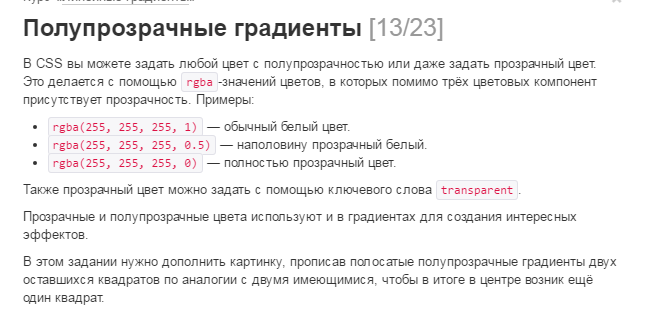 Полупрозрачные градиенты [13/23]
В CSS вы можете задать любой цвет с полупрозрачностью или даже задать прозрачный цвет.
Это делается с помощью rgba-значений цветов, в которых помимо трёх цветовых компонент
присутствует прозрачность. Примеры:
• rgba(255, 255, 255, 1) — обычный белый цвет.
• rgba(255, 255, 255, 0.5) — наполовину прозрачный белый.
• rgba(255, 255, 255, 0) — полностью прозрачный цвет.
Также прозрачный цвет можно задать с помощью ключевого слова transparent.
Прозрачные и полупрозрачные цвета используют и в градиентах для создания интересных
эффектов.
В этом задании нужно дополнить картинку, прописав полосатые полупрозрачные градиенты двух
оставшихся квадратов по аналогии с двумя имеющимися, чтобы в итоге в центре возник ещё
один квадрат.